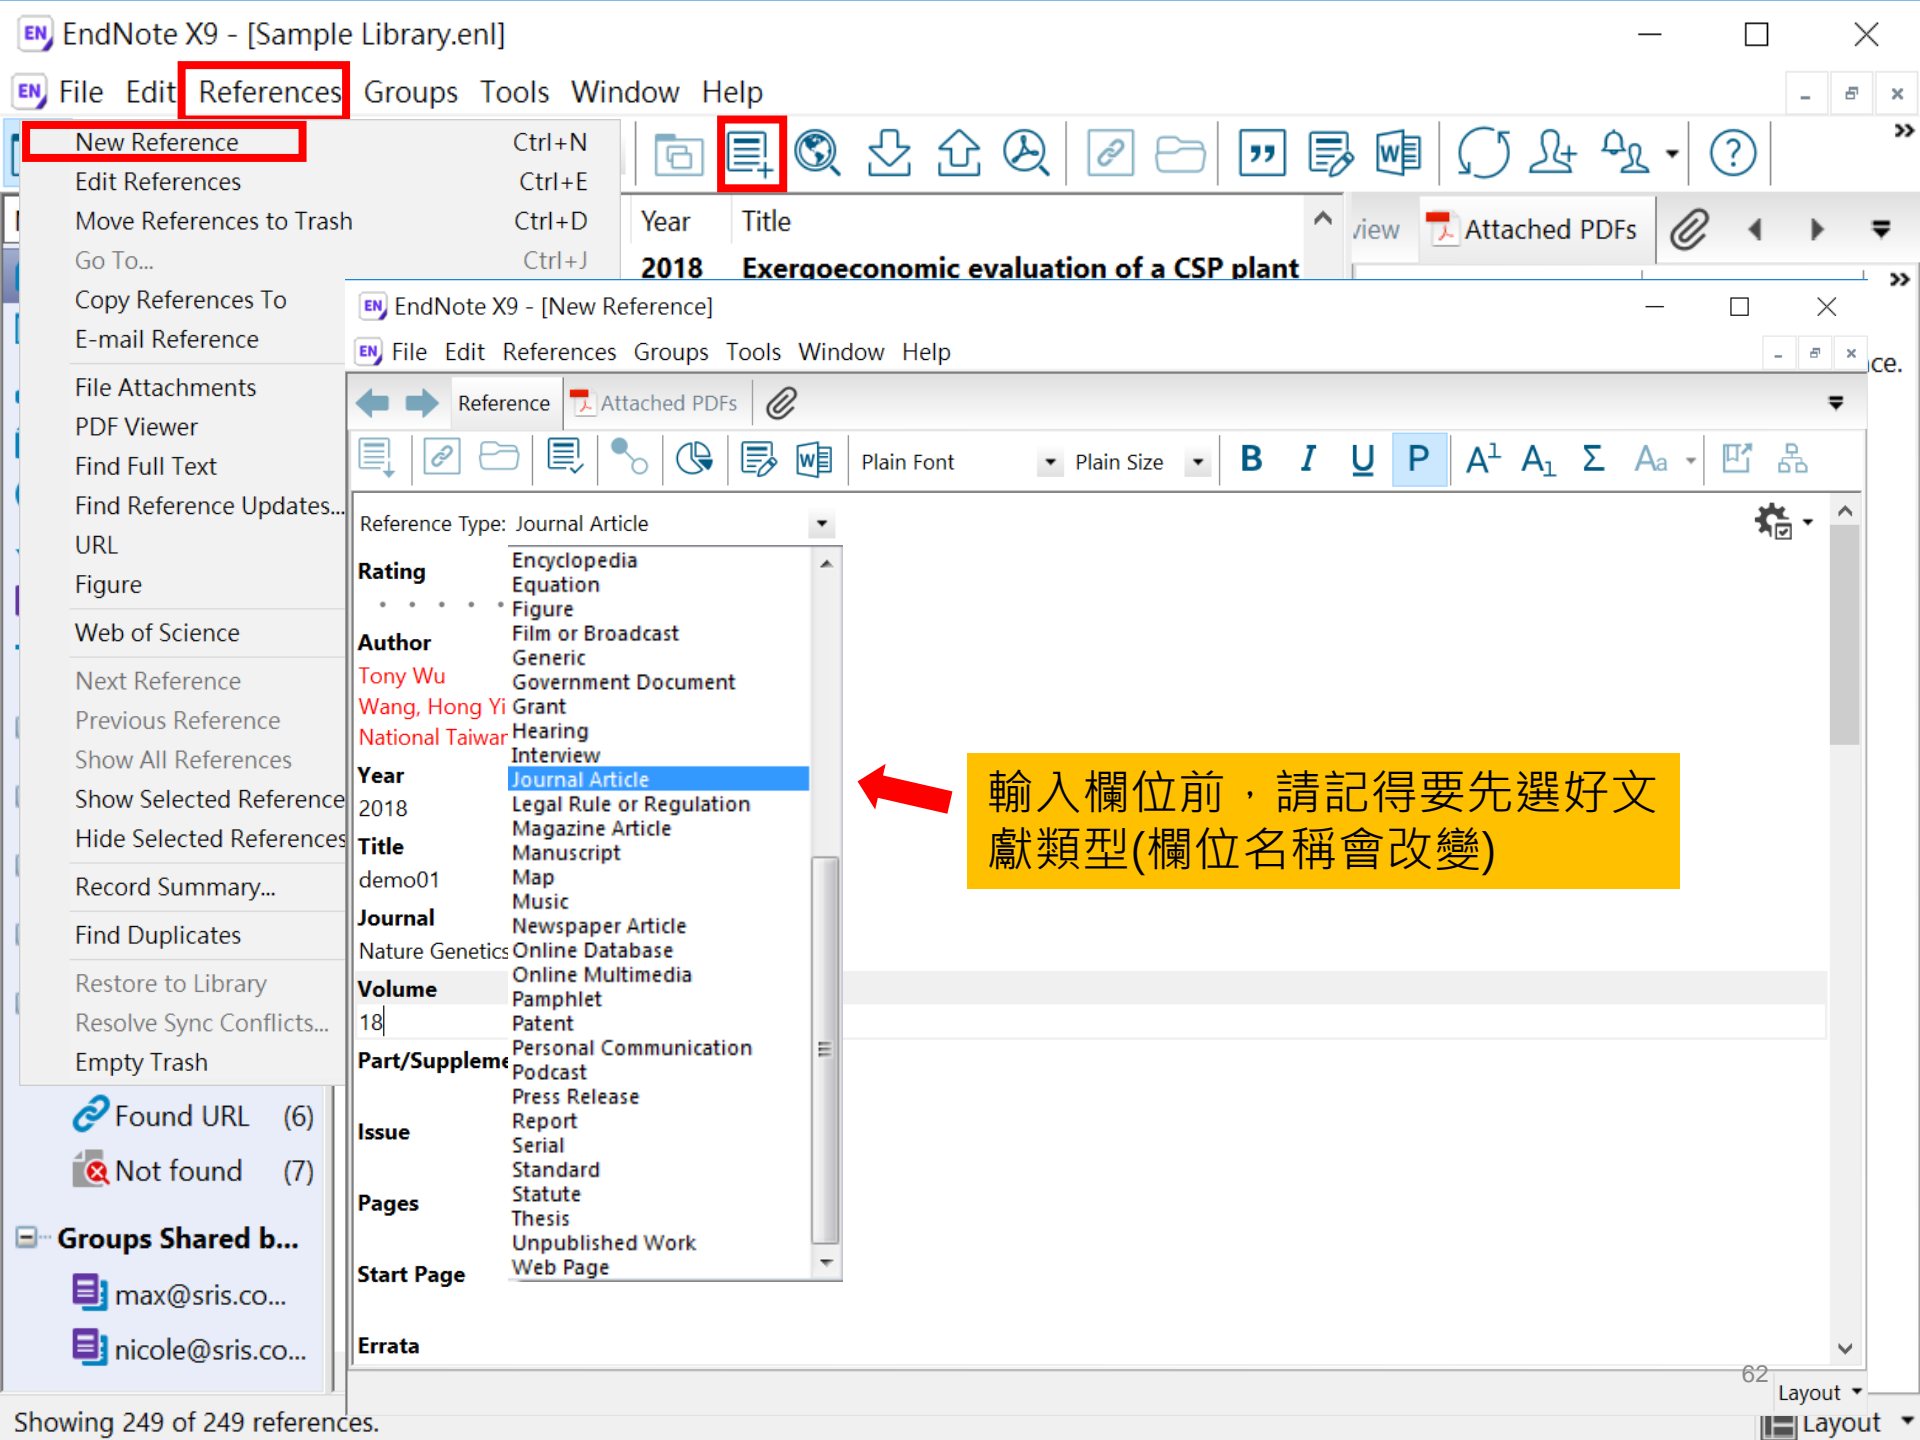 EndNote X9 - [Sample Library.enl]
File Edit References Groups Tools Window Help
New Reference Ctrl+N
Edit References Ctrl+E
Move References to Trash Ctrl+D
Go To... Ctrl+J
Copy References To
E-mail Reference
File Attachments
PDF Viewer
Find Full Text
Find Reference Updates...
URL
Figure
Web of Science
Next Reference
Previous Reference
Show All References
Show Selected Reference
Hide Selected References
Record Summary...
Find Duplicates
Restore to Library
Resolve Sync Conflicts...
Empty Trash
Found URL (6)
Not found (7)
Groups Shared b...
max@sris.co...
nicole@sris.co...
Showing 249 of 249 references.
Year Title
2018 Exergoeconomic evaluation of a CSP plant
view Attached PDFs
ce.
EndNote X9 - [New Reference]
File Edit References Groups Tools Window Help
Reference Attached PDFs
Plain Font Plain Size B I U P A1 A1 Σ Aa
Reference Type: Journal Article
Rating
Author
Tony Wu
Wang, Hong Yi
National Taiwan
Year
2018
Title
demo01
Journal
Nature Genetics
Volume
18
Part/Suppleme
Issue
Pages
Start Page
Errata
Encyclopedia
Equation
Figure
Film or Broadcast
Generic
Government Document
Grant
Hearing
Interview
Journal Article
Legal Rule or Regulation
Magazine Article
Manuscript
Map
Music
Newspaper Article
Online Database
Online Multimedia
Pamphlet
Patent
Personal Communication
Podcast
Press Release
Report
Serial
Standard
Statute
Thesis
Unpublished Work
Web Page
輸入欄位前，請記得要先選好文
獻類型(欄位名稱會改變)
62
Layout
Layout